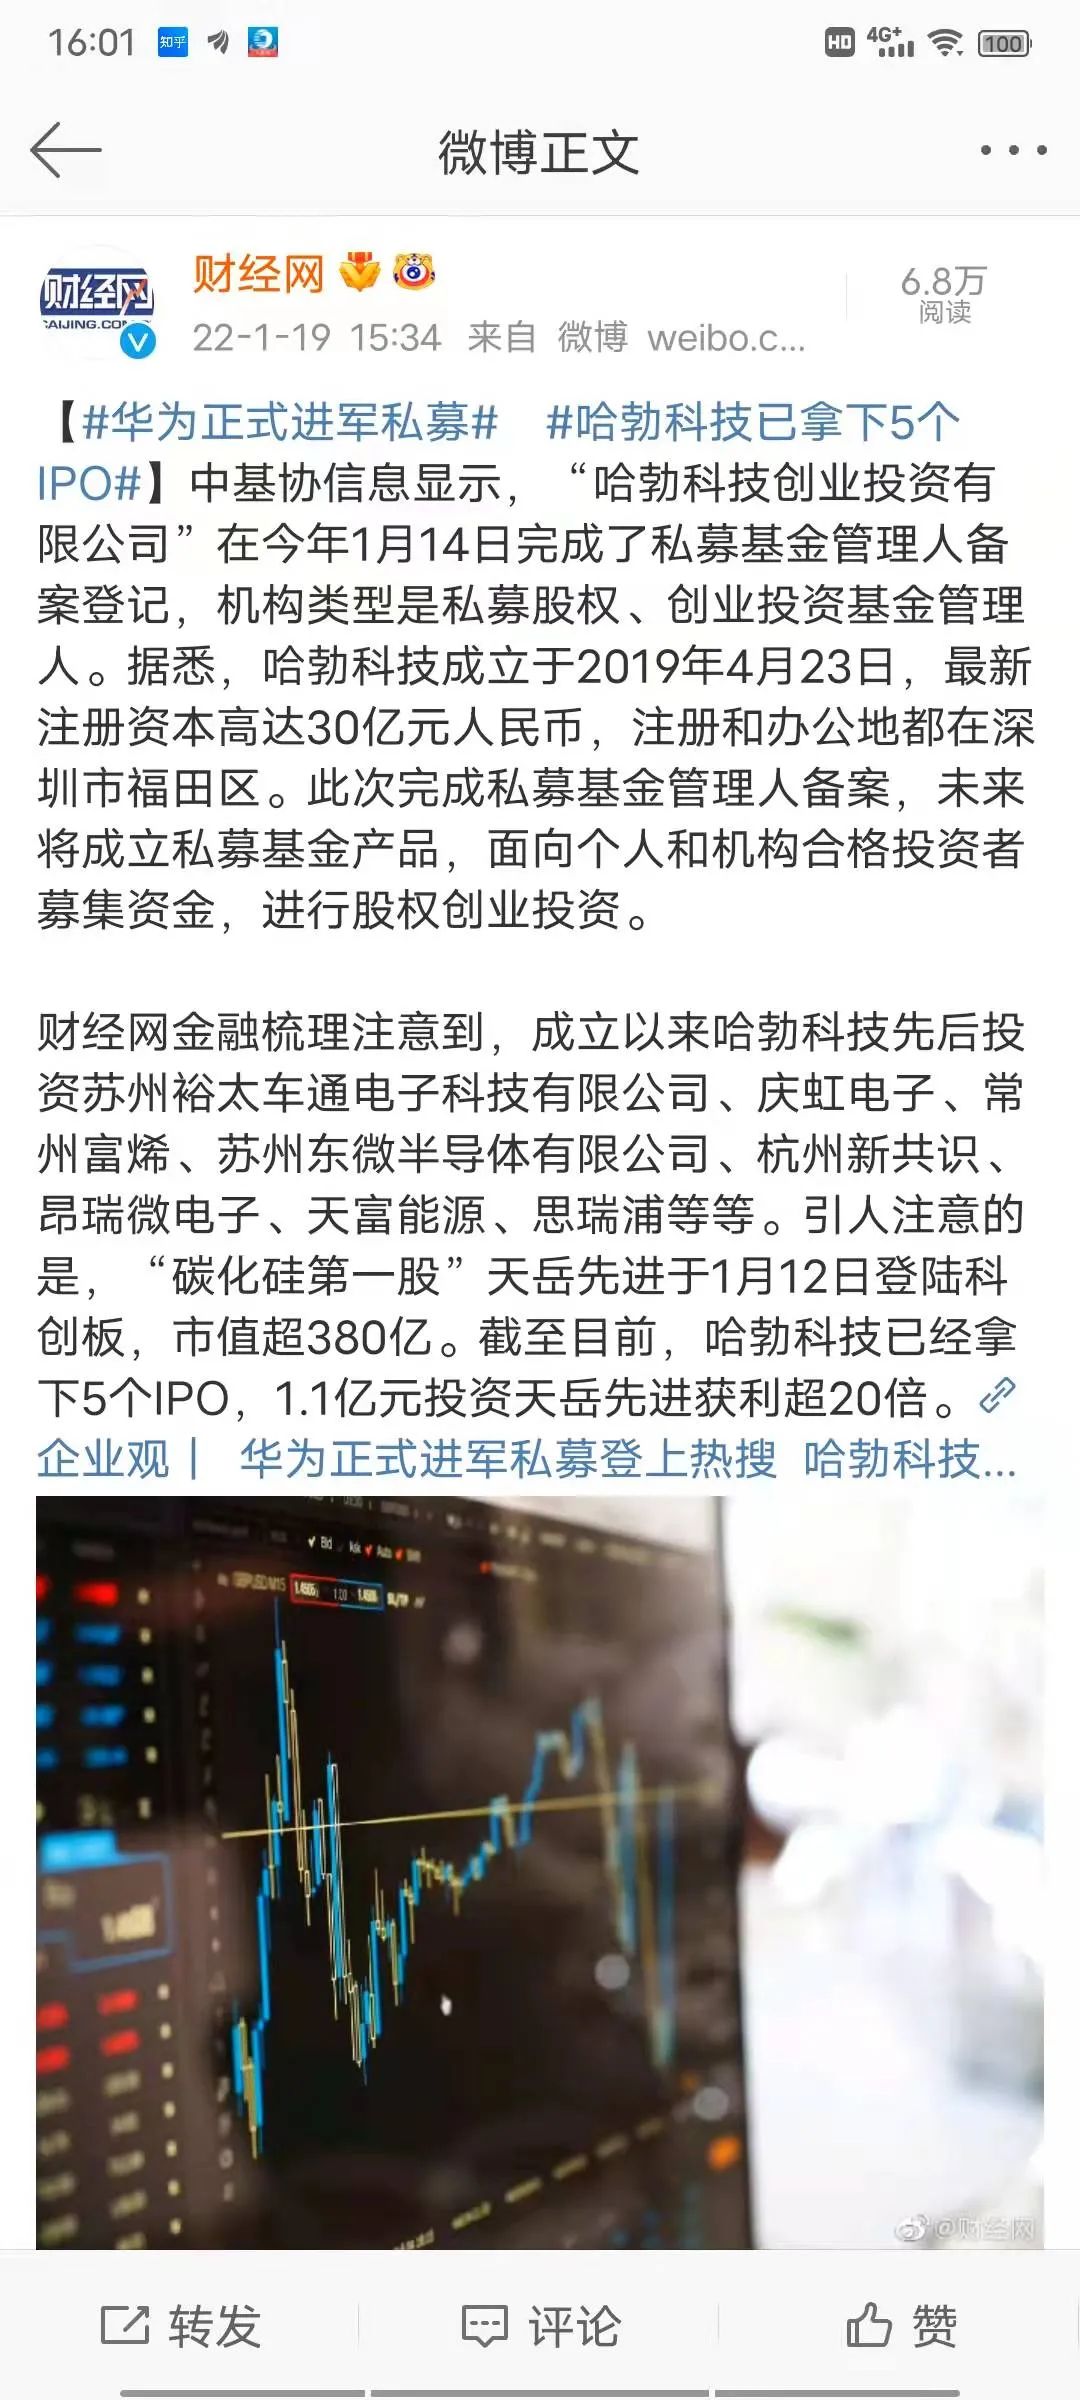 16:01 知乎 HD 4G+ 100
微博正文
财经网
CAIJING.COM
财经网
6.8万
阅读
22-1-19 15:34 来自 微博 weibo.c...
【#华为正式进军私募# #哈勃科技已拿下5个
IPO#】中基协信息显示，“哈勃科技创业投资有
限公司”在今年1月14日完成了私募基金管理人备
案登记，机构类型是私募股权、创业投资基金管理
人。据悉，哈勃科技成立于2019年4月23日，最新
注册资本高达30亿元人民币，注册和办公地都在深
圳市福田区。此次完成私募基金管理人备案，未来
将成立私募基金产品，面向个人和机构合格投资者
募集资金，进行股权创业投资。
财经网金融梳理注意到，成立以来哈勃科技先后投
资苏州裕太车通电子科技有限公司、庆虹电子、常
州富烯、苏州东微半导体有限公司、杭州新共识、
昂瑞微电子、天富能源、思瑞浦等等。引人注意的
是，“碳化硅第一股”天岳先进于1月12日登陆科
创板，市值超380亿。截至目前，哈勃科技已经拿
下5个IPO，1.1亿元投资天岳先进获利超20倍。
企业观｜ 华为正式进军私募登上热搜 哈勃科技...
Bid Ask Auto
GBPUSD M15 1.00
@财经网
转发 评论 赞